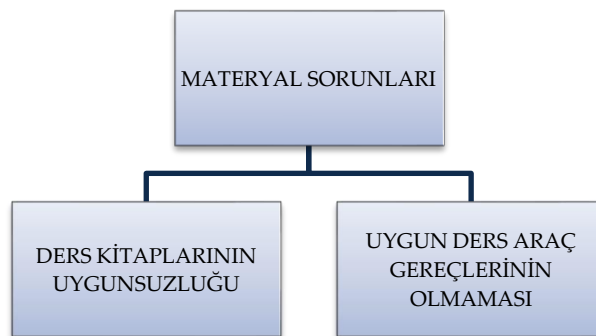 MATERYAL SORUNLARI
DERS KİTAPLARININ
UYGUNSUZLUĞU
UYGUN DERS ARAÇ
GEREÇLERİNİN
OLMAMASI